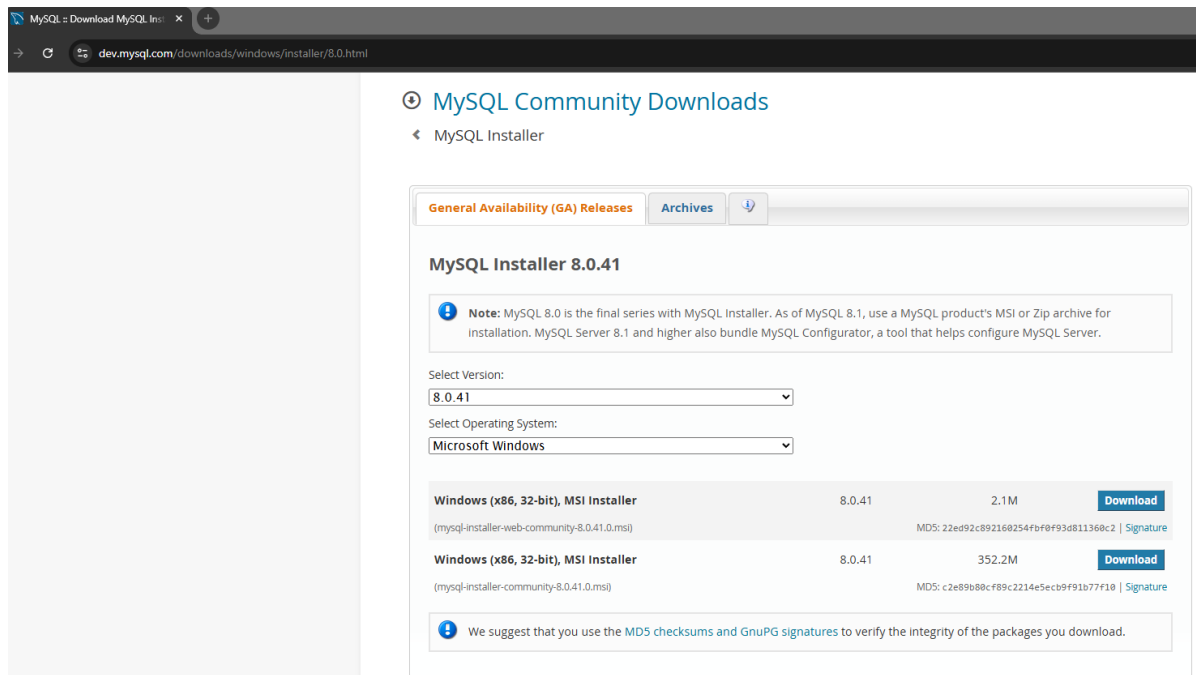 MySQL :: Download MySQL Inst
dev.mysql.com/downloads/windows/installer/8.0.html
MySQL Community Downloads
MySQL Installer
General Availability (GA) Releases
Archives
MySQL Installer 8.0.41
Note: MySQL 8.0 is the final series with MySQL Installer. As of MySQL 8.1, use a MySQL product's MSI or Zip archive for
installation. MySQL Server 8.1 and higher also bundle MySQL Configurator, a tool that helps configure MySQL Server.
Select Version:
8.0.41
Select Operating System:
Microsoft Windows
Windows (x86, 32-bit), MSI Installer 8.0.41 2.1M Download
(mysql-installer-web-community-8.0.41.0.msi) MD5: 22ed92c892160254fbf0f93d811360c2 | Signature
Windows (x86, 32-bit), MSI Installer 8.0.41 352.2M Download
(mysql-installer-community-8.0.41.0.msi) MD5: c2e89b80cf89c2214e5ecb9f91b77f10 | Signature
We suggest that you use the MD5 checksums and GnuPG signatures to verify the integrity of the packages you download.